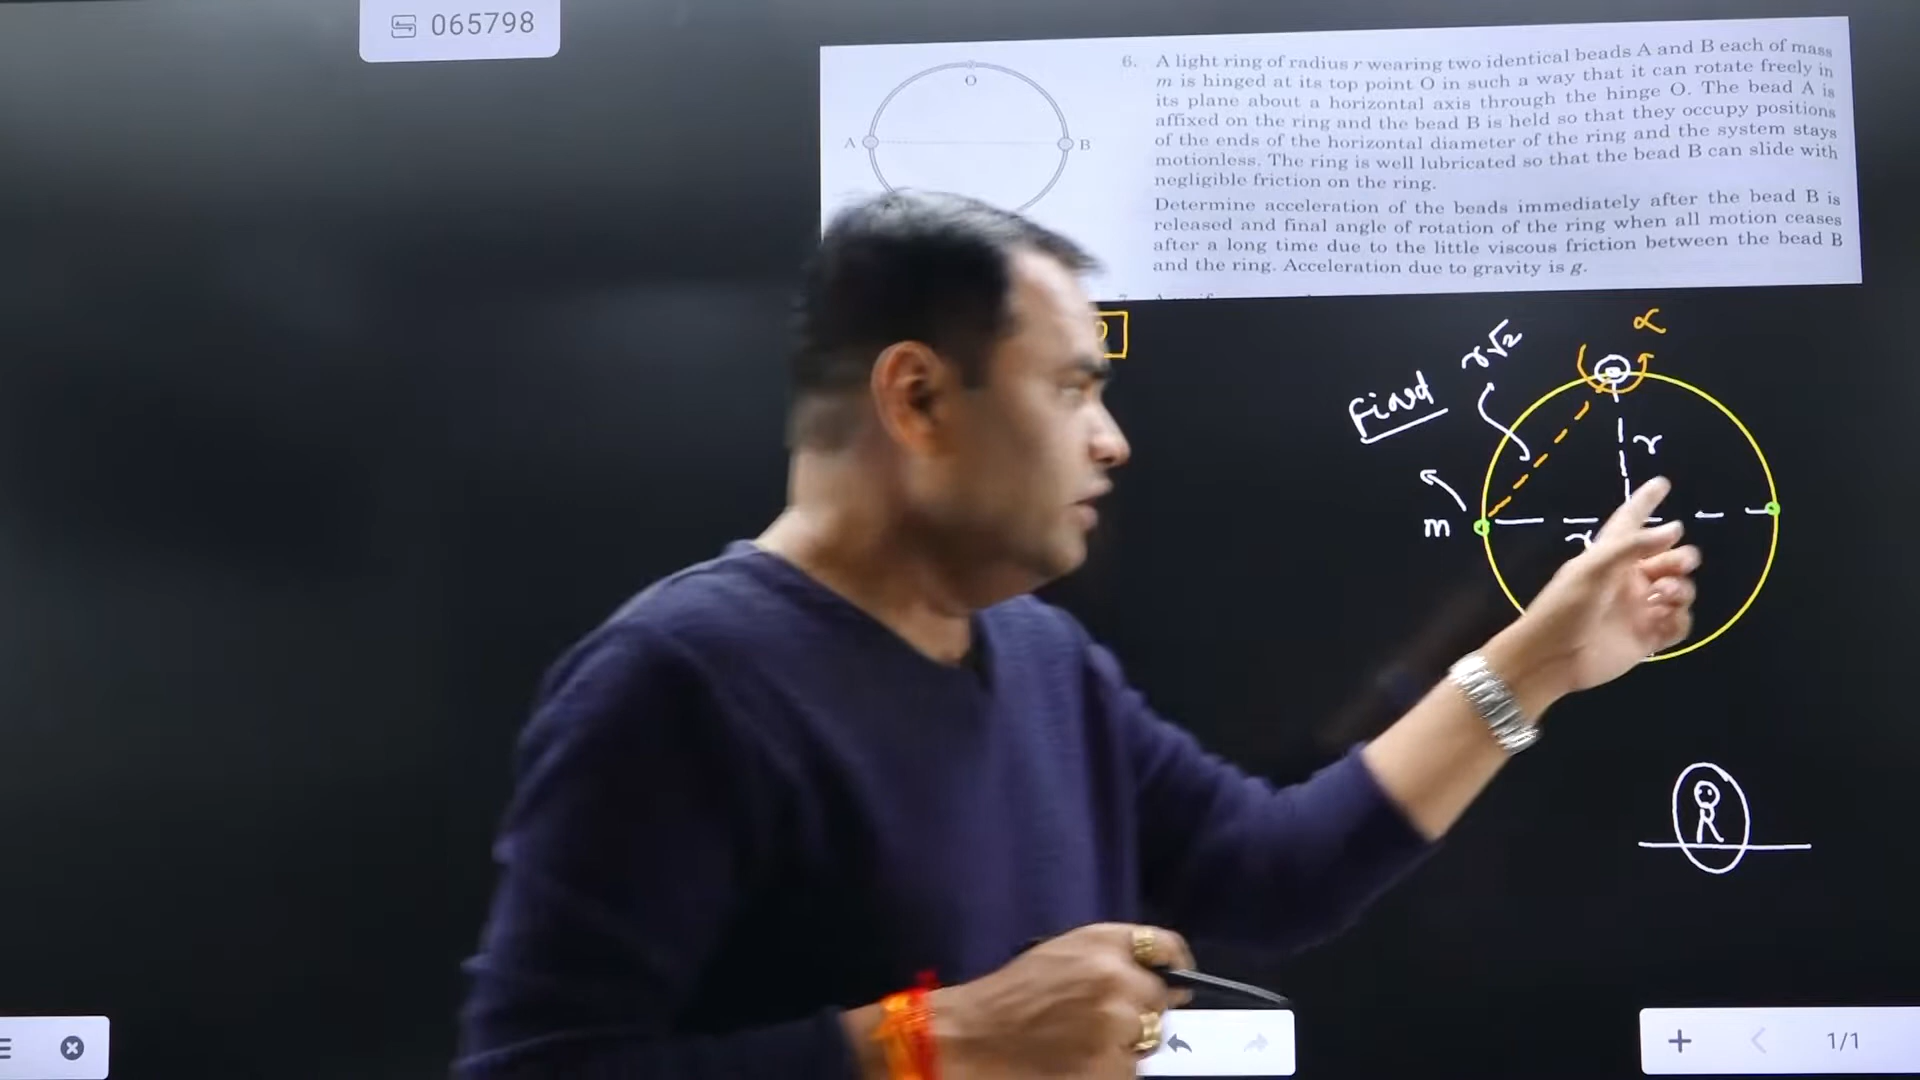 065798
O
A
B
6. A light ring of radius r wearing two identical beads A and B each of mass
m is hinged at its top point O in such a way that it can rotate freely in
its plane about a horizontal axis through the hinge O. The bead A is
affixed on the ring and the bead B is held so that they occupy positions
of the ends of the horizontal diameter of the ring and the system stays
motionless. The ring is well lubricated so that the bead B can slide with
negligible friction on the ring.
Determine acceleration of the beads immediately after the bead B is
released and final angle of rotation of the ring when all motion ceases
after a long time due to the little viscous friction between the bead B
and the ring. Acceleration due to gravity is g.
α
r√2
Find
r
m
r
1/1